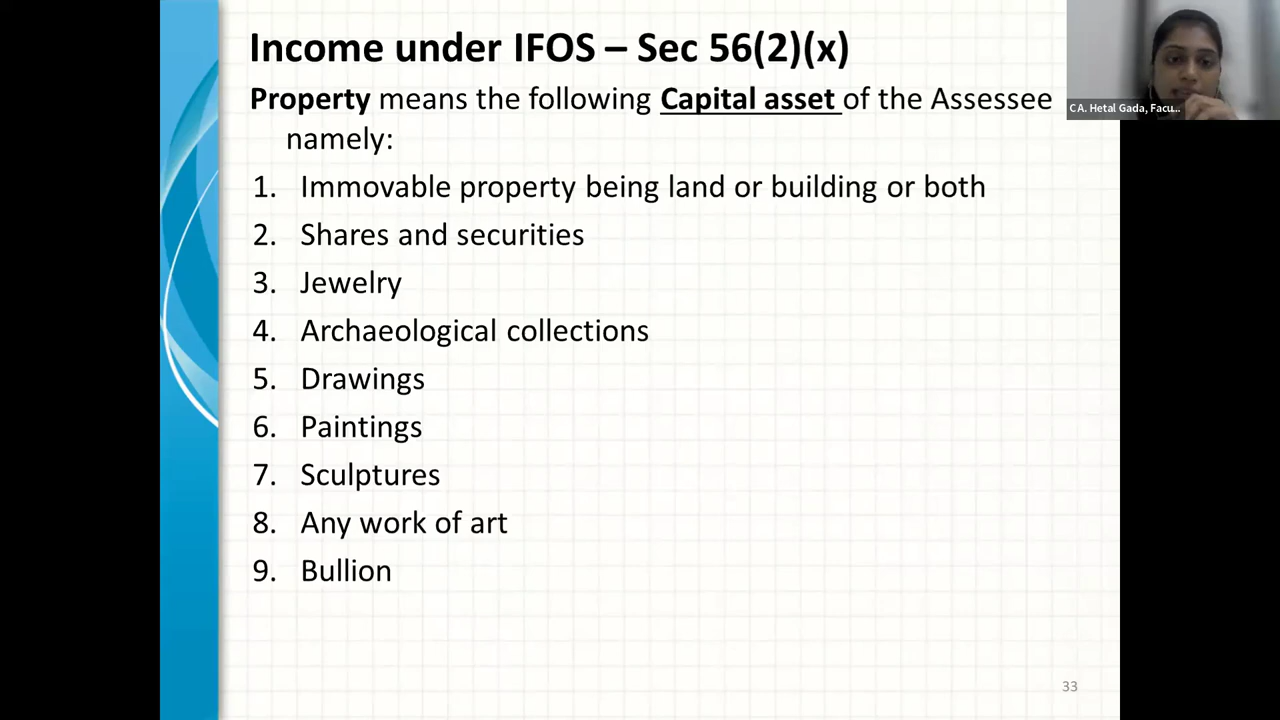 Income under IFOS – Sec 56(2)(x)
Property means the following Capital asset of the Assessee
namely:
1. Immovable property being land or building or both
2. Shares and securities
3. Jewelry
4. Archaeological collections
5. Drawings
6. Paintings
7. Sculptures
8. Any work of art
9. Bullion
33
CA. Hetal Gada, Facu...